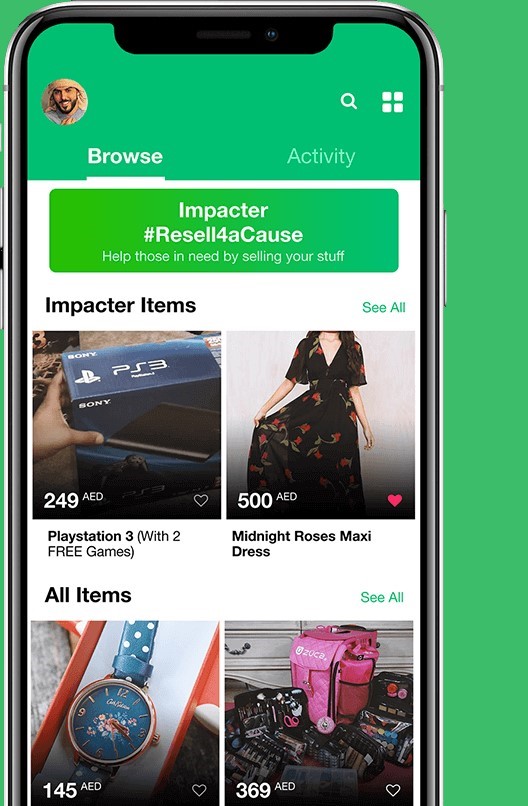 Browse
Activity
Impacter
#Resell4aCause
Help those in need by selling your stuff
Impacter Items
See All
SONY
PS3
SONY
249 AED
500 AED
Playstation 3 (With 2
FREE Games)
Midnight Roses Maxi
Dress
All Items
See All
ZÜCA
145 AED
369 AED